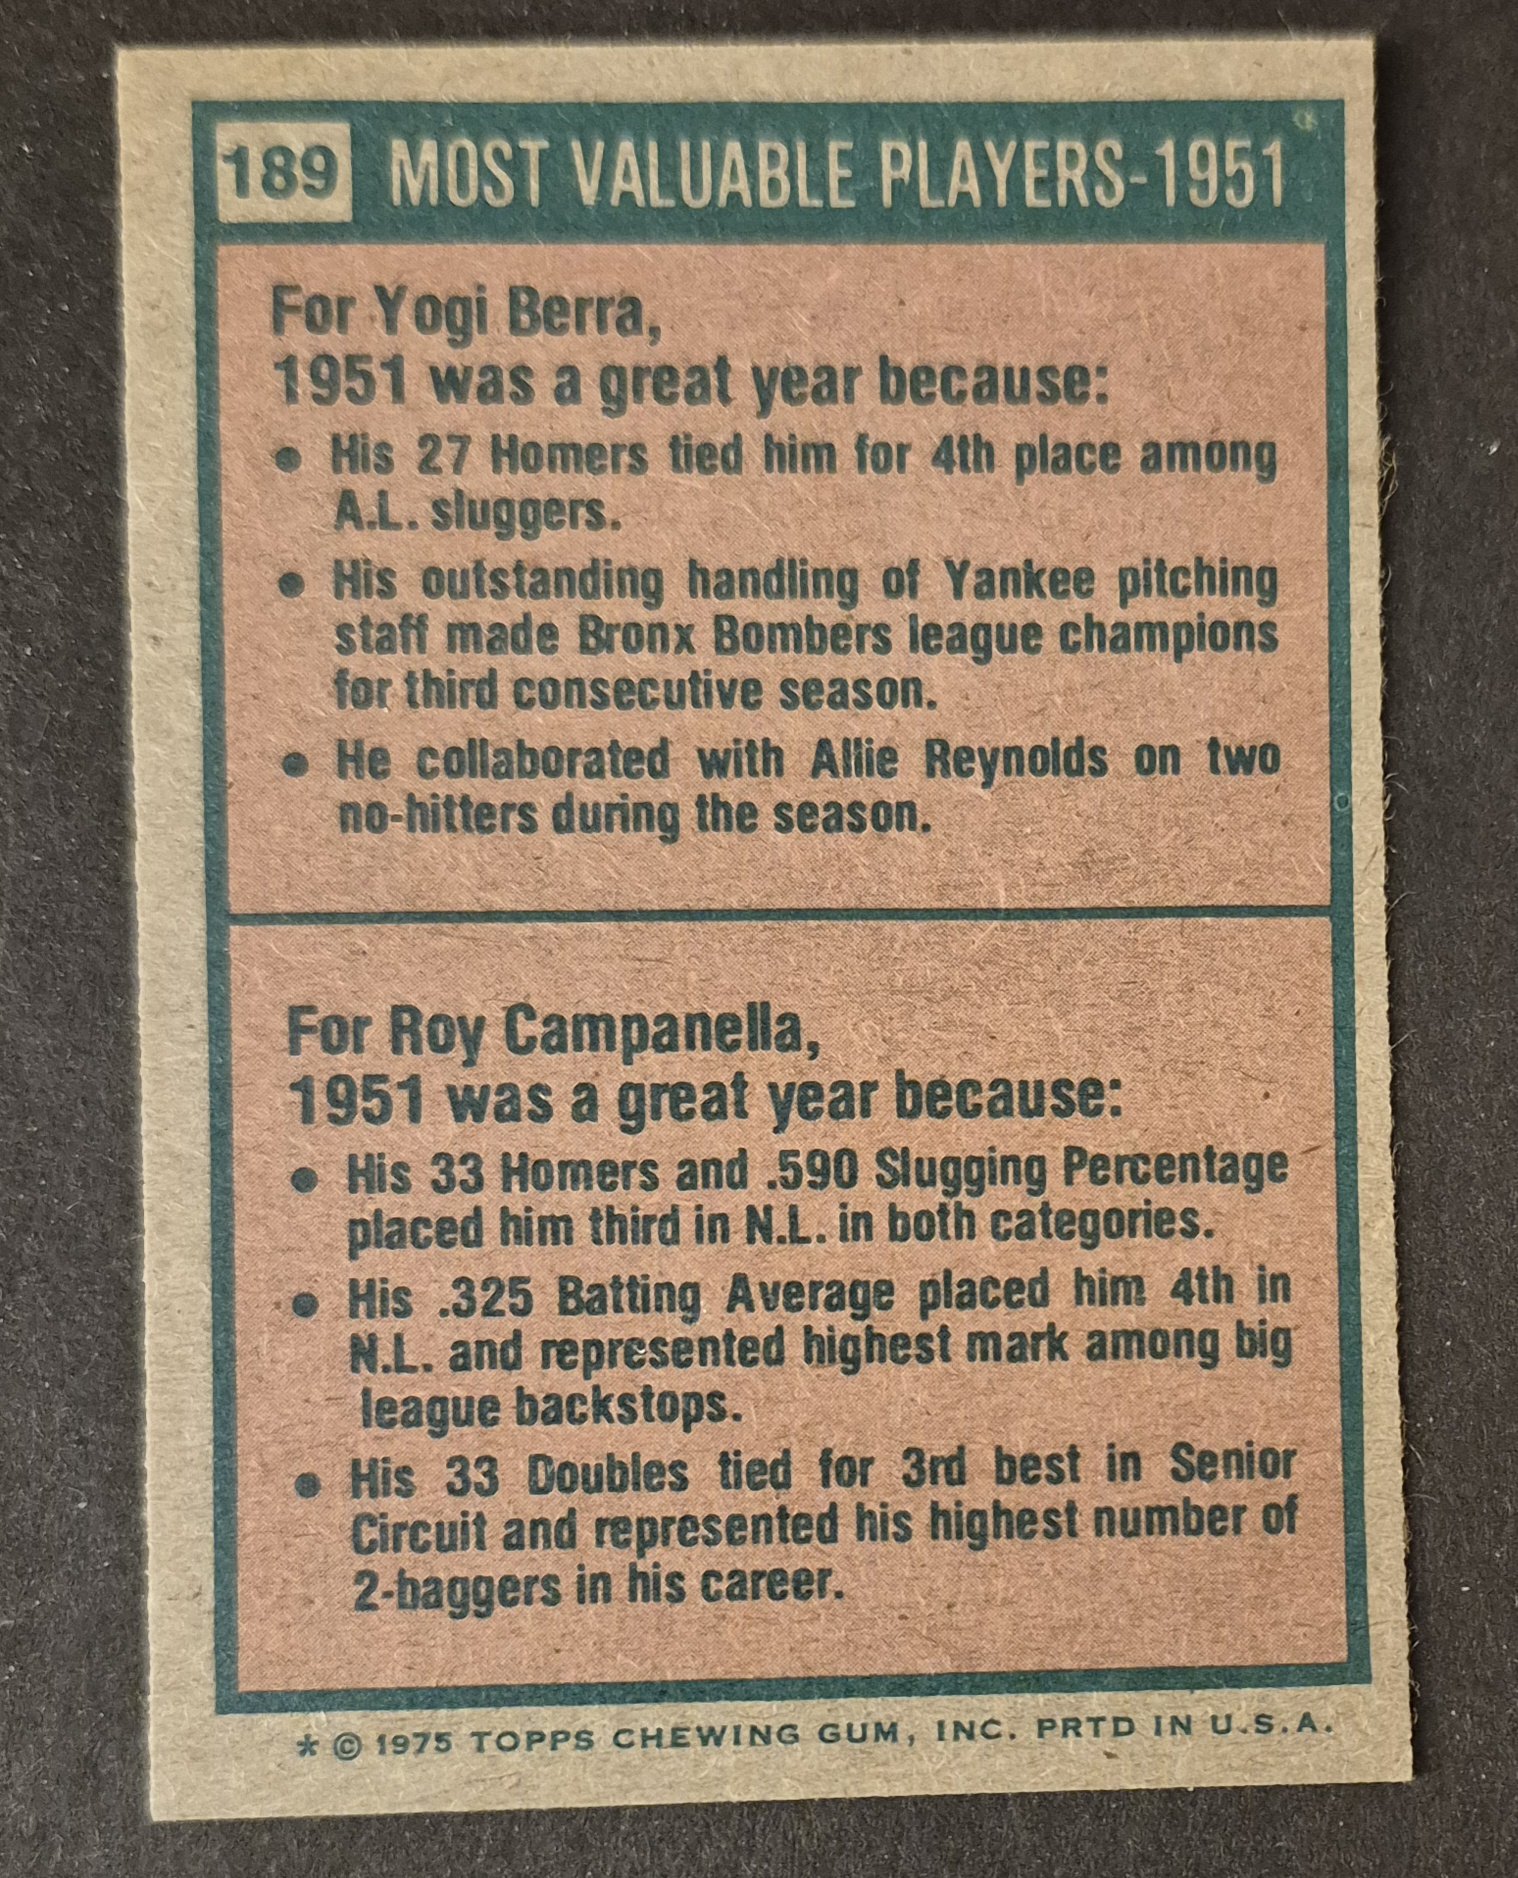 189 MOST VALUABLE PLAYERS-1951
For Yogi Berra,
1951 was a great year because:
● His 27 Homers tied him for 4th place among
A.L. sluggers.
● His outstanding handling of Yankee pitching
staff made Bronx Bombers league champions
for third consecutive season.
● He collaborated with Allie Reynolds on two
no-hitters during the season.
For Roy Campanella,
1951 was a great year because:
● His 33 Homers and .590 Slugging Percentage
placed him third in N.L. in both categories.
● His .325 Batting Average placed him 4th in
N.L. and represented highest mark among big
league backstops.
● His 33 Doubles tied for 3rd best in Senior
Circuit and represented his highest number of
2-baggers in his career.
* © 1975 TOPPS CHEWING GUM, INC. PRTD IN U.S.A.